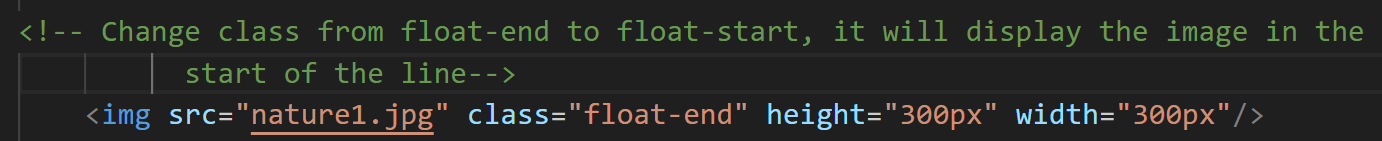 <!-- Change class from float-end to float-start, it will display the image in the
start of the line-->
<img src="nature1.jpg" class="float-end" height="300px" width="300px"/>